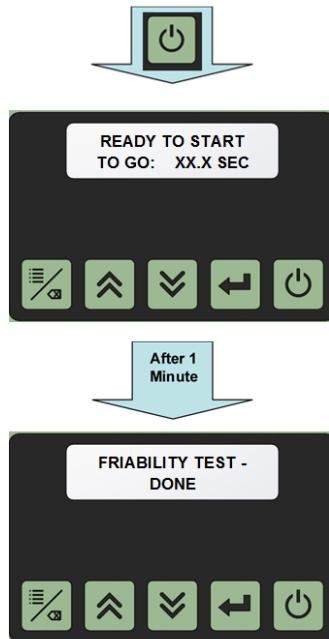 READY TO START
TO GO: XX.X SEC
After 1
Minute
FRIABILITY TEST -
DONE